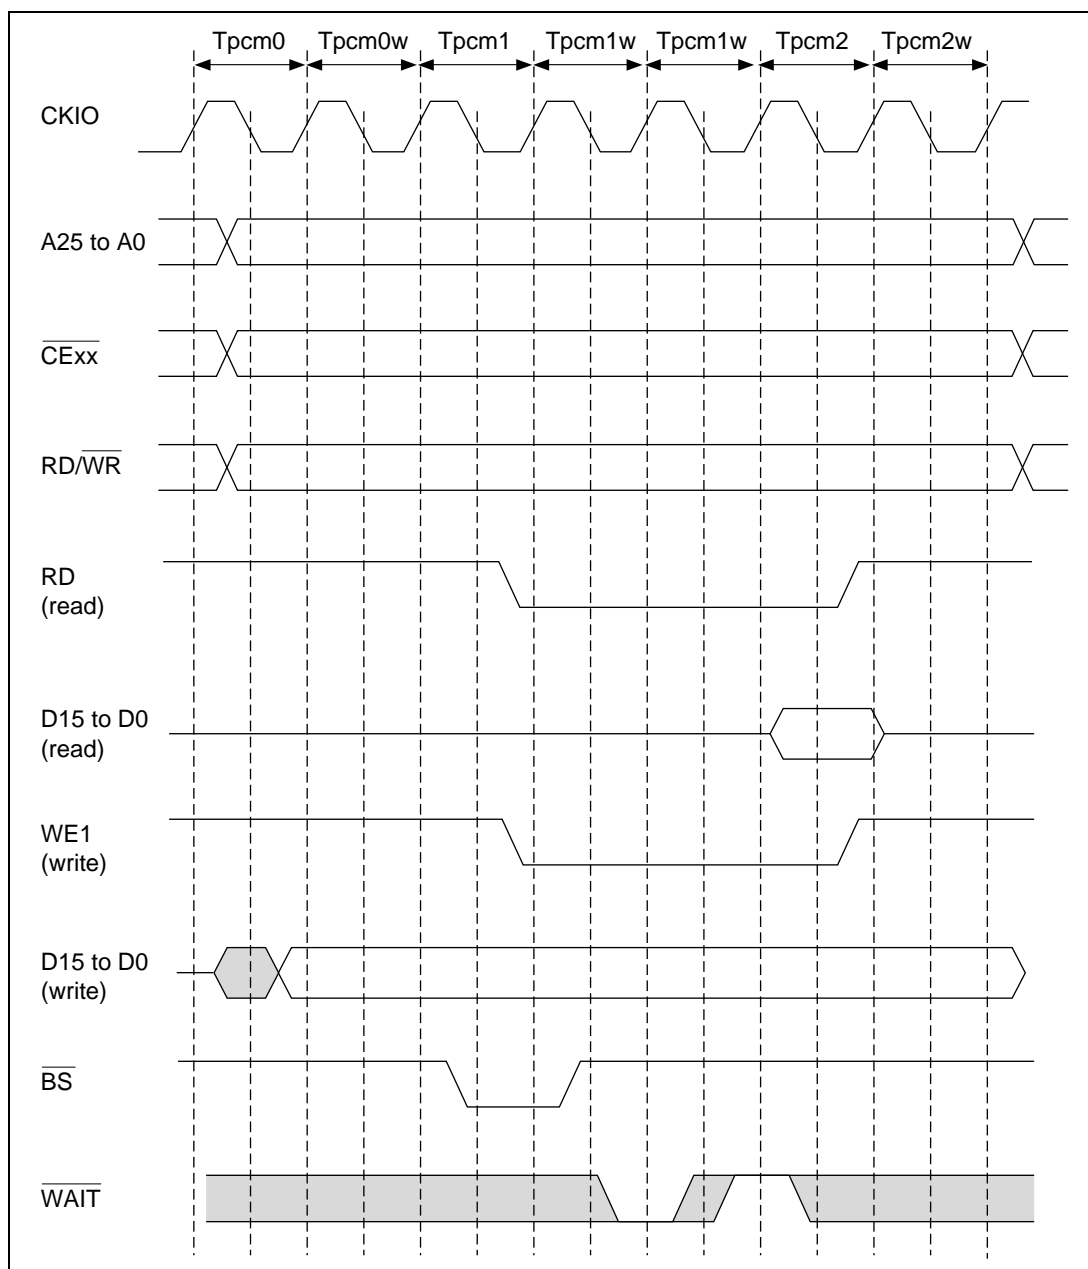 Tpcm0 Tpcm0w Tpcm1 Tpcm1w Tpcm1w Tpcm2 Tpcm2w
CKIO
A25 to A0
CExx
RD/WR
RD
(read)
D15 to D0
(read)
WE1
(write)
D15 to D0
(write)
BS
WAIT